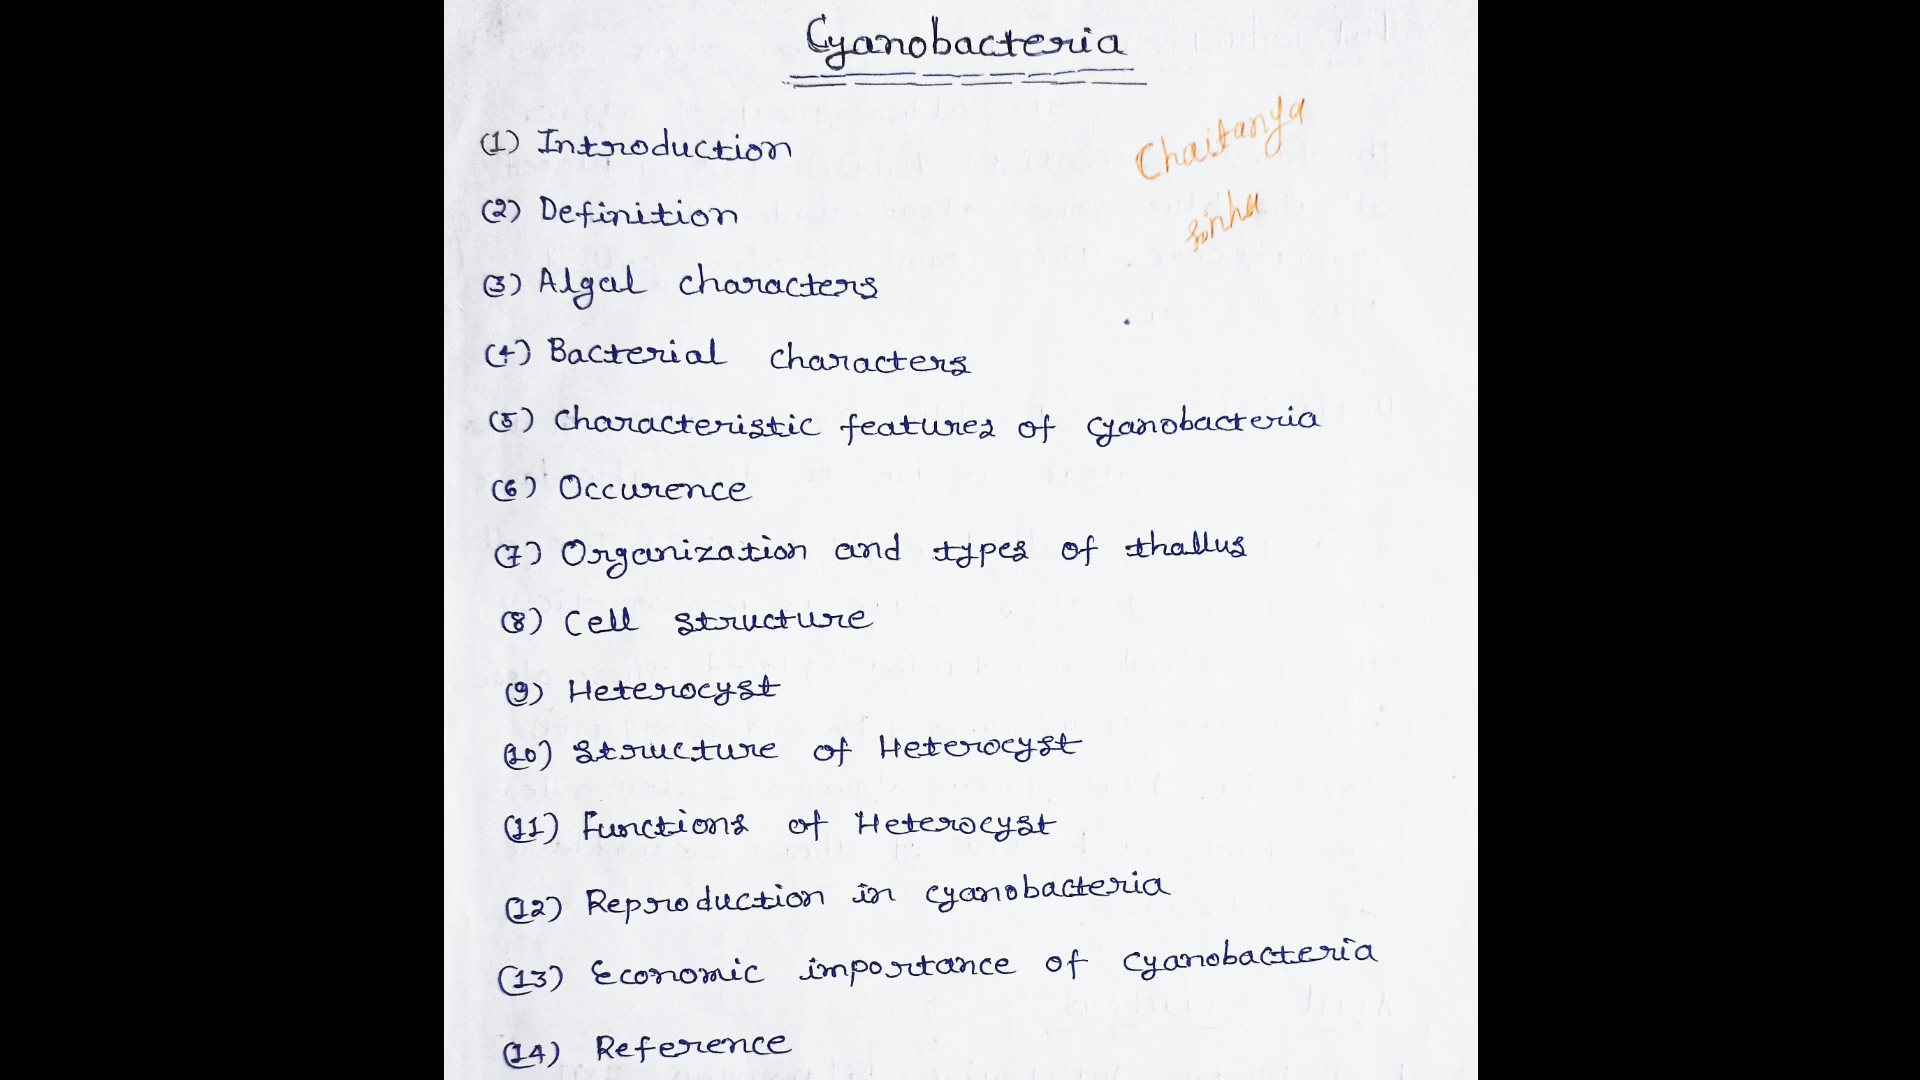 Cyanobacteria
Chaitanya
Sinha
(1) Introduction
(2) Definition
(3) Algal characters
(4) Bacterial characters
(5) Characteristic features of cyanobacteria
(6) Occurence
(7) Organization and types of thallus
(8) Cell structure
(9) Heterocyst
(10) Structure of Heterocyst
(11) Functions of Heterocyst
(12) Reproduction in cyanobacteria
(13) Economic importance of cyanobacteria
(14) Reference